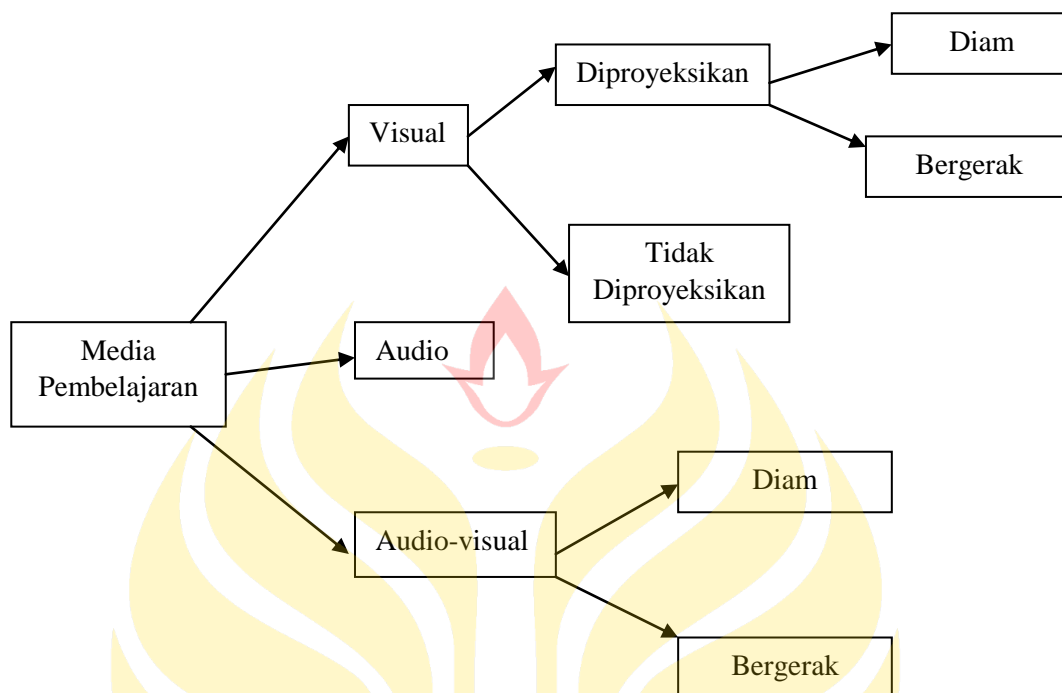 Diam
Diproyeksikan
Visual
Bergerak
Tidak
Diproyeksikan
Media
Pembelajaran
Audio
Diam
Audio-visual
Bergerak